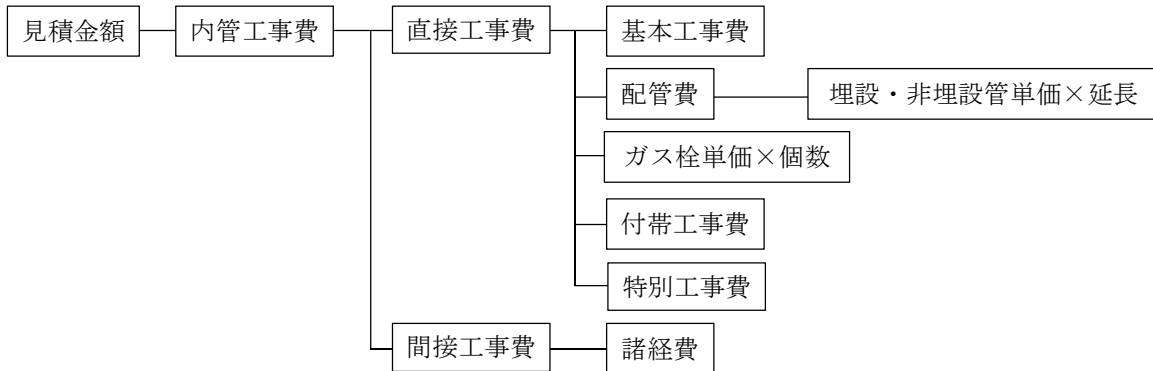 見積金額
内管工事費
直接工事費
基本工事費
配管費
埋設・非埋設管単価×延長
ガス栓単価×個数
付帯工事費
特別工事費
間接工事費
諸経費